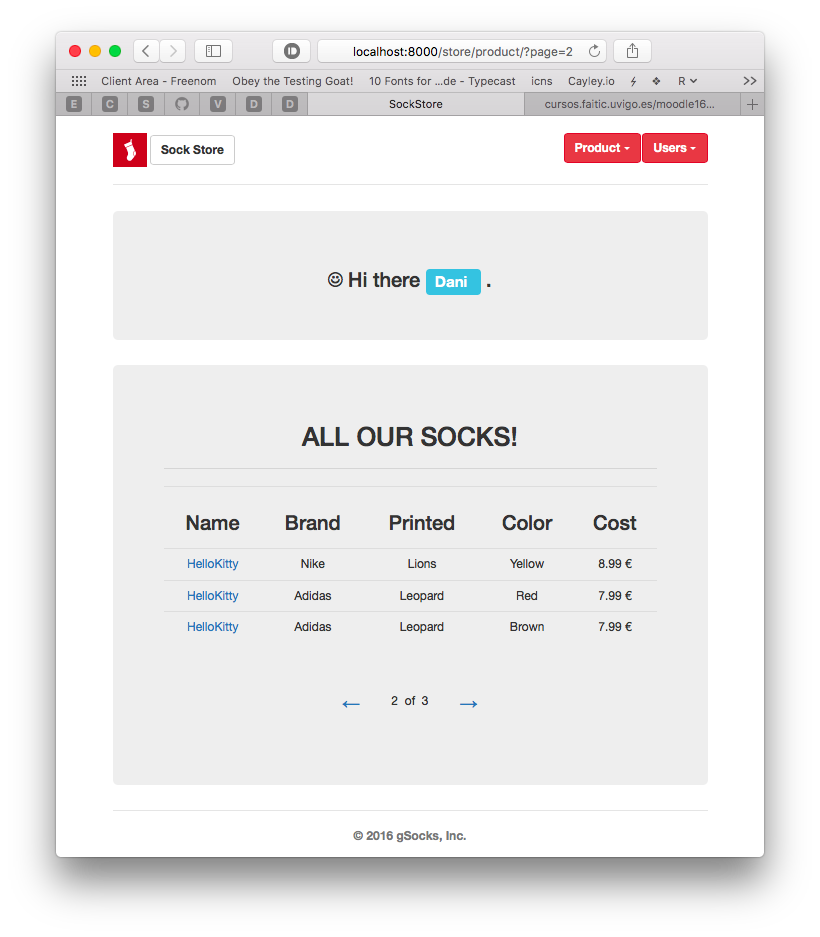 localhost:8000/store/product/?page=2
Client Area - Freenom Obey the Testing Goat! 10 Fonts for ...de - Typecast icns Cayley.io R
E C S V D D SockStore cursos.faitic.uvigo.es/moodle16...
Sock Store Product Users
Hi there Dani .
ALL OUR SOCKS!
Name Brand Printed Color Cost
HelloKitty Nike Lions Yellow 8.99 €
HelloKitty Adidas Leopard Red 7.99 €
HelloKitty Adidas Leopard Brown 7.99 €
← 2 of 3 →
© 2016 gSocks, Inc.